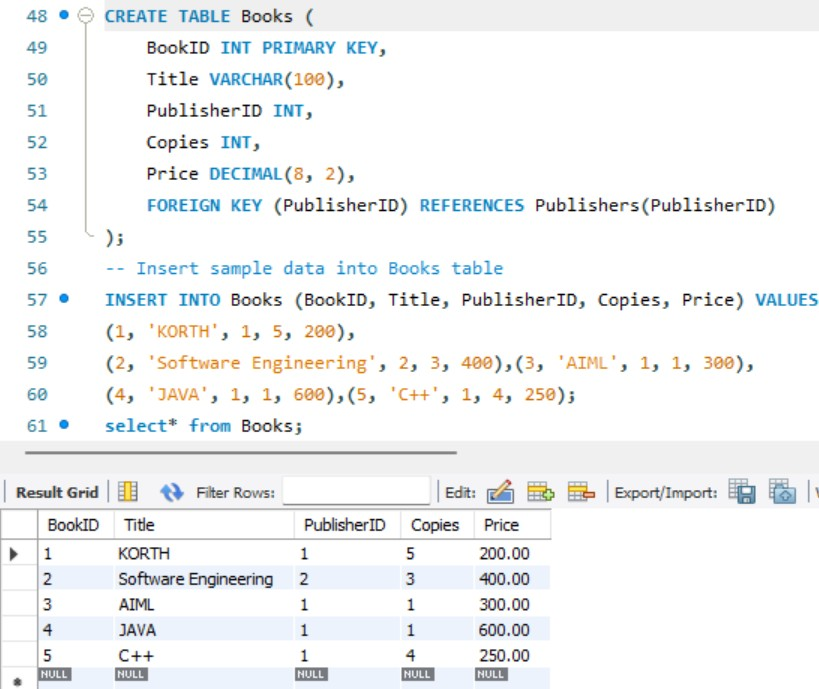 48 CREATE TABLE Books (
49 BookID INT PRIMARY KEY,
50 Title VARCHAR(100),
51 PublisherID INT,
52 Copies INT,
53 Price DECIMAL(8, 2),
54 FOREIGN KEY (PublisherID) REFERENCES Publishers(PublisherID)
55 );
56 -- Insert sample data into Books table
57 INSERT INTO Books (BookID, Title, PublisherID, Copies, Price) VALUES
58 (1, 'KORTH', 1, 5, 200),
59 (2, 'Software Engineering', 2, 3, 400),(3, 'AIML', 1, 1, 300),
60 (4, 'JAVA', 1, 1, 600),(5, 'C++', 1, 4, 250);
61 select* from Books;
Result Grid Filter Rows: Edit: Export/Import:
BookID Title PublisherID Copies Price
1 KORTH 1 5 200.00
2 Software Engineering 2 3 400.00
3 AIML 1 1 300.00
4 JAVA 1 1 600.00
5 C++ 1 4 250.00
NULL NULL NULL NULL NULL